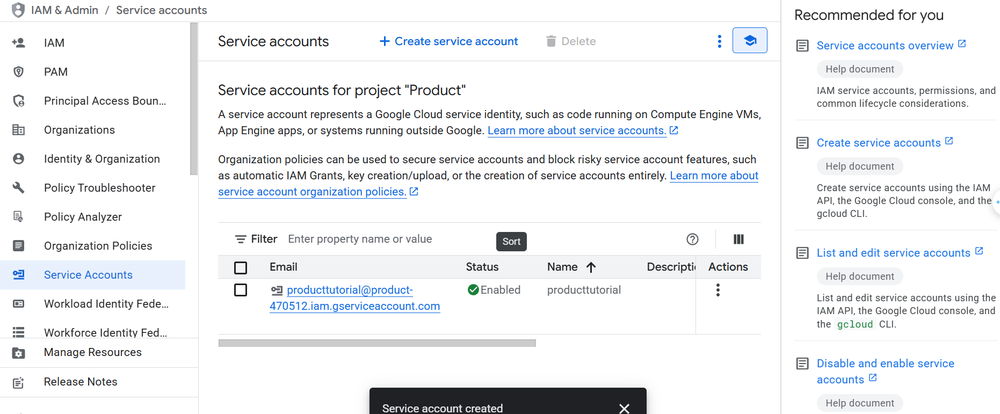 IAM & Admin / Service accounts
IAM
PAM
Principal Access Boun...
Organizations
Identity & Organization
Policy Troubleshooter
Policy Analyzer
Organization Policies
Service Accounts
Workload Identity Fede...
Workforce Identity Fed...
Manage Resources
Release Notes
Service accounts
+ Create service account
Delete
Service accounts for project "Product"
A service account represents a Google Cloud service identity, such as code running on Compute Engine VMs,
App Engine apps, or systems running outside Google. Learn more about service accounts.
Organization policies can be used to secure service accounts and block risky service account features, such
as automatic IAM Grants, key creation/upload, or the creation of service accounts entirely. Learn more about
service account organization policies.
Filter Enter property name or value
Sort
Email Status Name Descripti Actions
producttutorial@product- Enabled producttutorial
470512.iam.gserviceaccount.com
Service account created
Recommended for you
Service accounts overview
Help document
IAM service accounts, permissions, and
common lifecycle considerations.
Create service accounts
Help document
Create service accounts using the IAM
API, the Google Cloud console, and the
gcloud CLI.
List and edit service accounts
Help document
List and edit service accounts using the
IAM API, the Google Cloud console, and
the gcloud CLI.
Disable and enable service
accounts
Help document